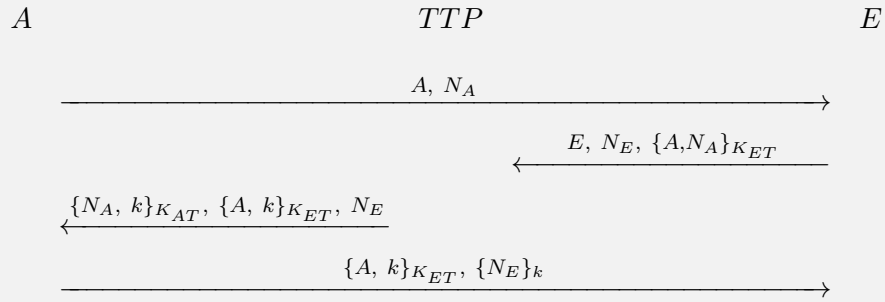 A TTP E
A, N_A
E, N_E, {A,N_A}_{K_{ET}}
{N_A, k}_{K_{AT}}, {A, k}_{K_{ET}}, N_E
{A, k}_{K_{ET}}, {N_E}_k